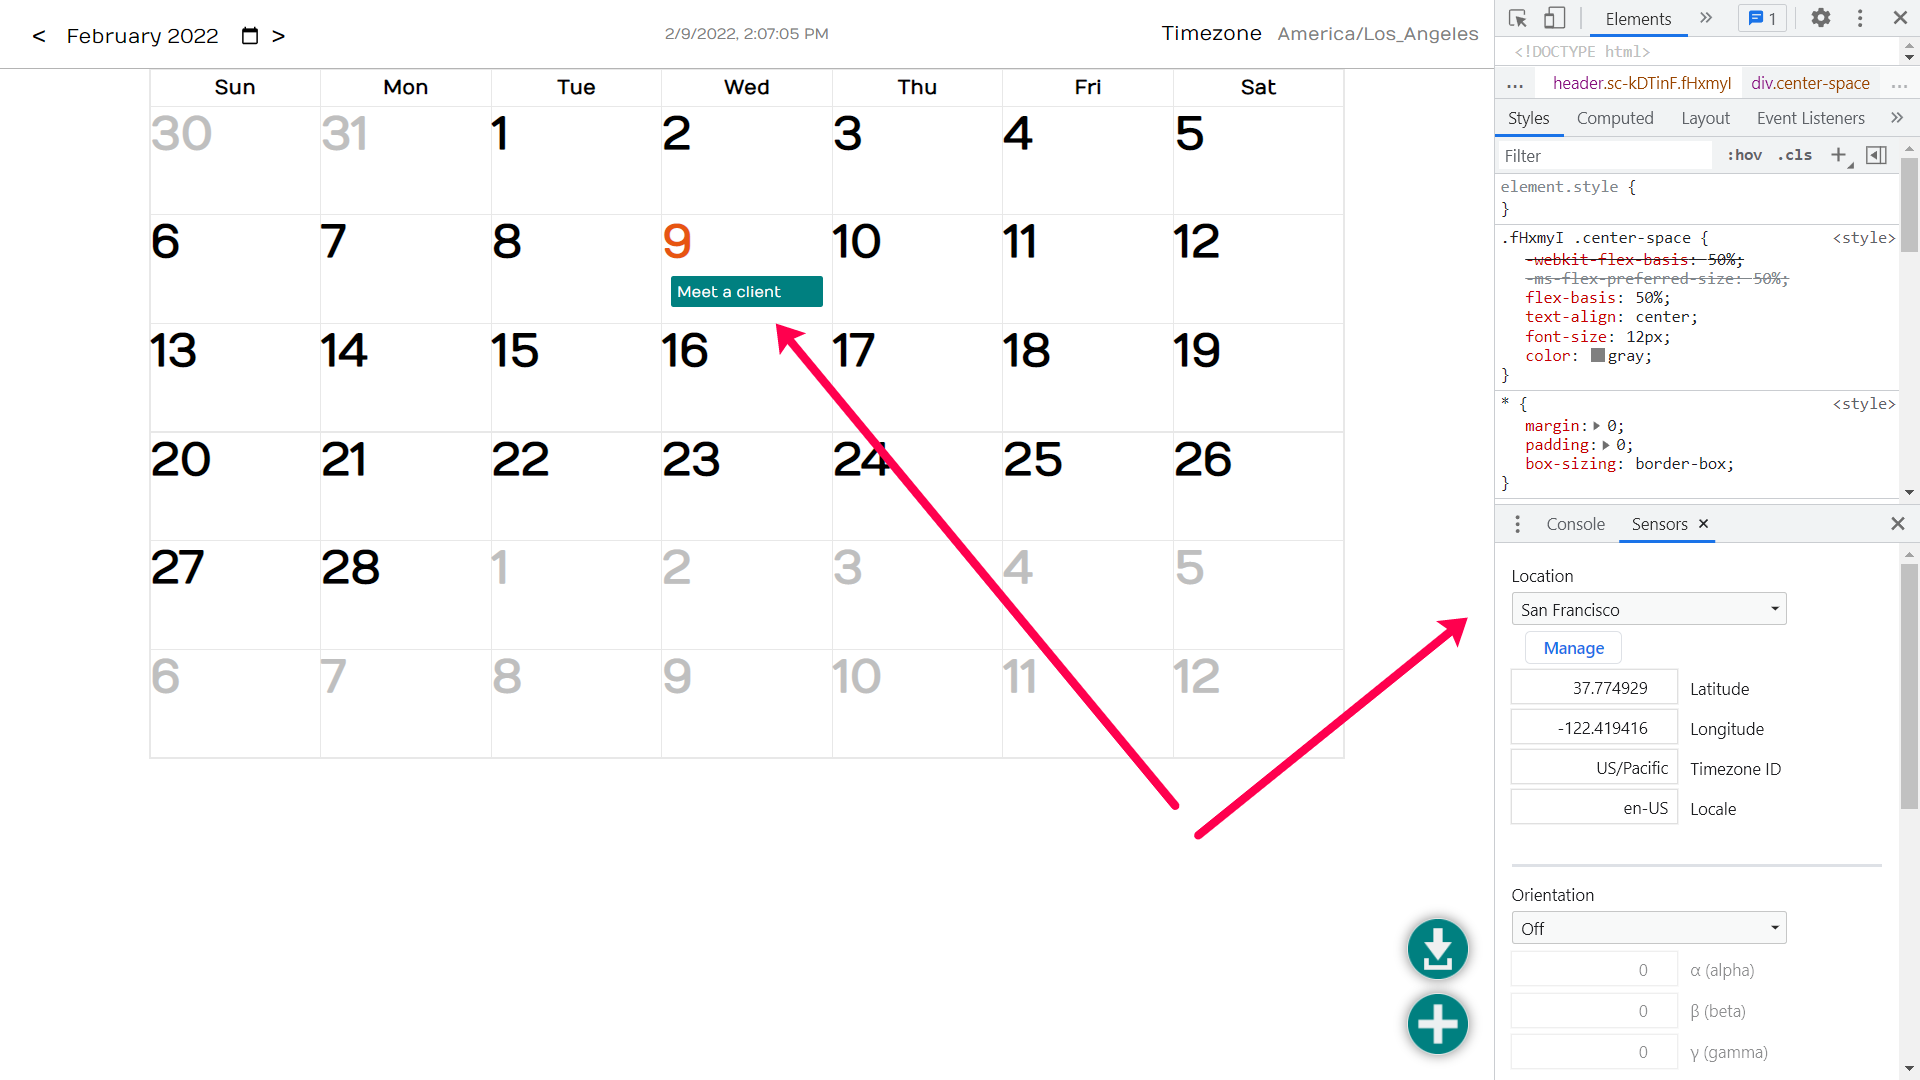 < February 2022 >
2/9/2022, 2:07:05 PM
Timezone America/Los_Angeles
Sun Mon Tue Wed Thu Fri Sat
30 31 1 2 3 4 5
6 7 8 9 10 11 12
Meet a client
13 14 15 16 17 18 19
20 21 22 23 24 25 26
27 28 1 2 3 4 5
6 7 8 9 10 11 12
Elements » 1
<!DOCTYPE html>
... header.sc-kDTinF.fHxmyI div.center-space ...
Styles Computed Layout Event Listeners »
Filter :hov .cls +
element.style {
}
.fHxmyI .center-space { <style>
-webkit-flex-basis: 50%;
-ms-flex-preferred-size: 50%;
flex-basis: 50%;
text-align: center;
font-size: 12px;
color: gray;
}
* { <style>
margin: 0;
padding: 0;
box-sizing: border-box;
}
Console Sensors ×
Location
San Francisco
Manage
37.774929 Latitude
-122.419416 Longitude
US/Pacific Timezone ID
en-US Locale
Orientation
Off
0 α (alpha)
0 β (beta)
0 γ (gamma)